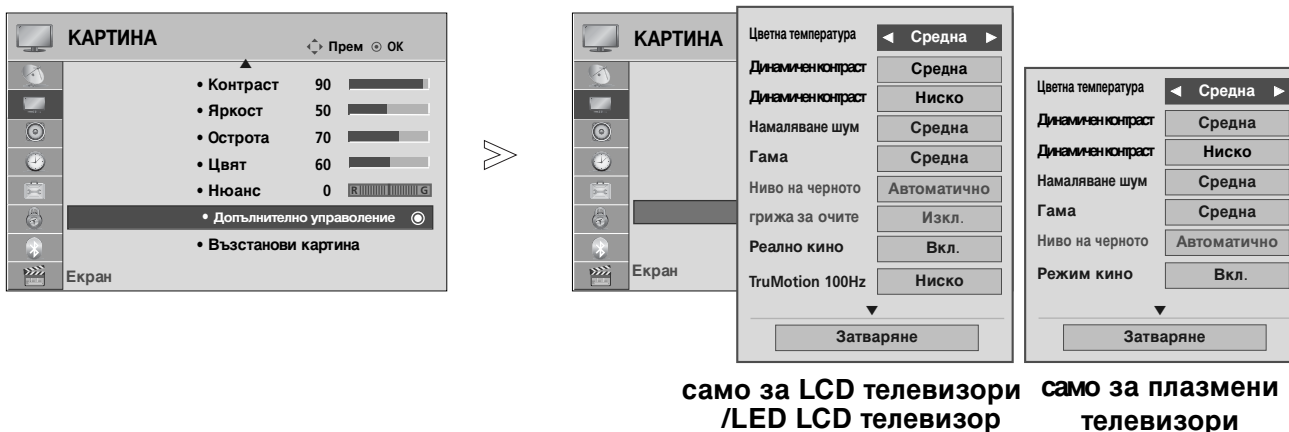 КАРТИНА
Прем ОК
• Контраст 90
• Яркост 50
• Острота 70
• Цвят 60
• Нюанс 0 R G
• Допълнително управоление
• Възстанови картина
Екран
КАРТИНА
Екран
Цветна температура ◄ Средна ►
Динамичен контраст Средна
Динамичен контраст Ниско
Намаляване шум Средна
Гама Средна
Ниво на черното Автоматично
грижа за очите Изкл.
Реално кино Вкл.
TruMotion 100Hz Ниско
Затваряне
Цветна температура ◄ Средна ►
Динамичен контраст Средна
Динамичен контраст Ниско
Намаляване шум Средна
Гама Средна
Ниво на черното Автоматично
Режим кино Вкл.
Затваряне
само за LCD телевизори
/LED LCD телевизор
само за плазмени
телевизори